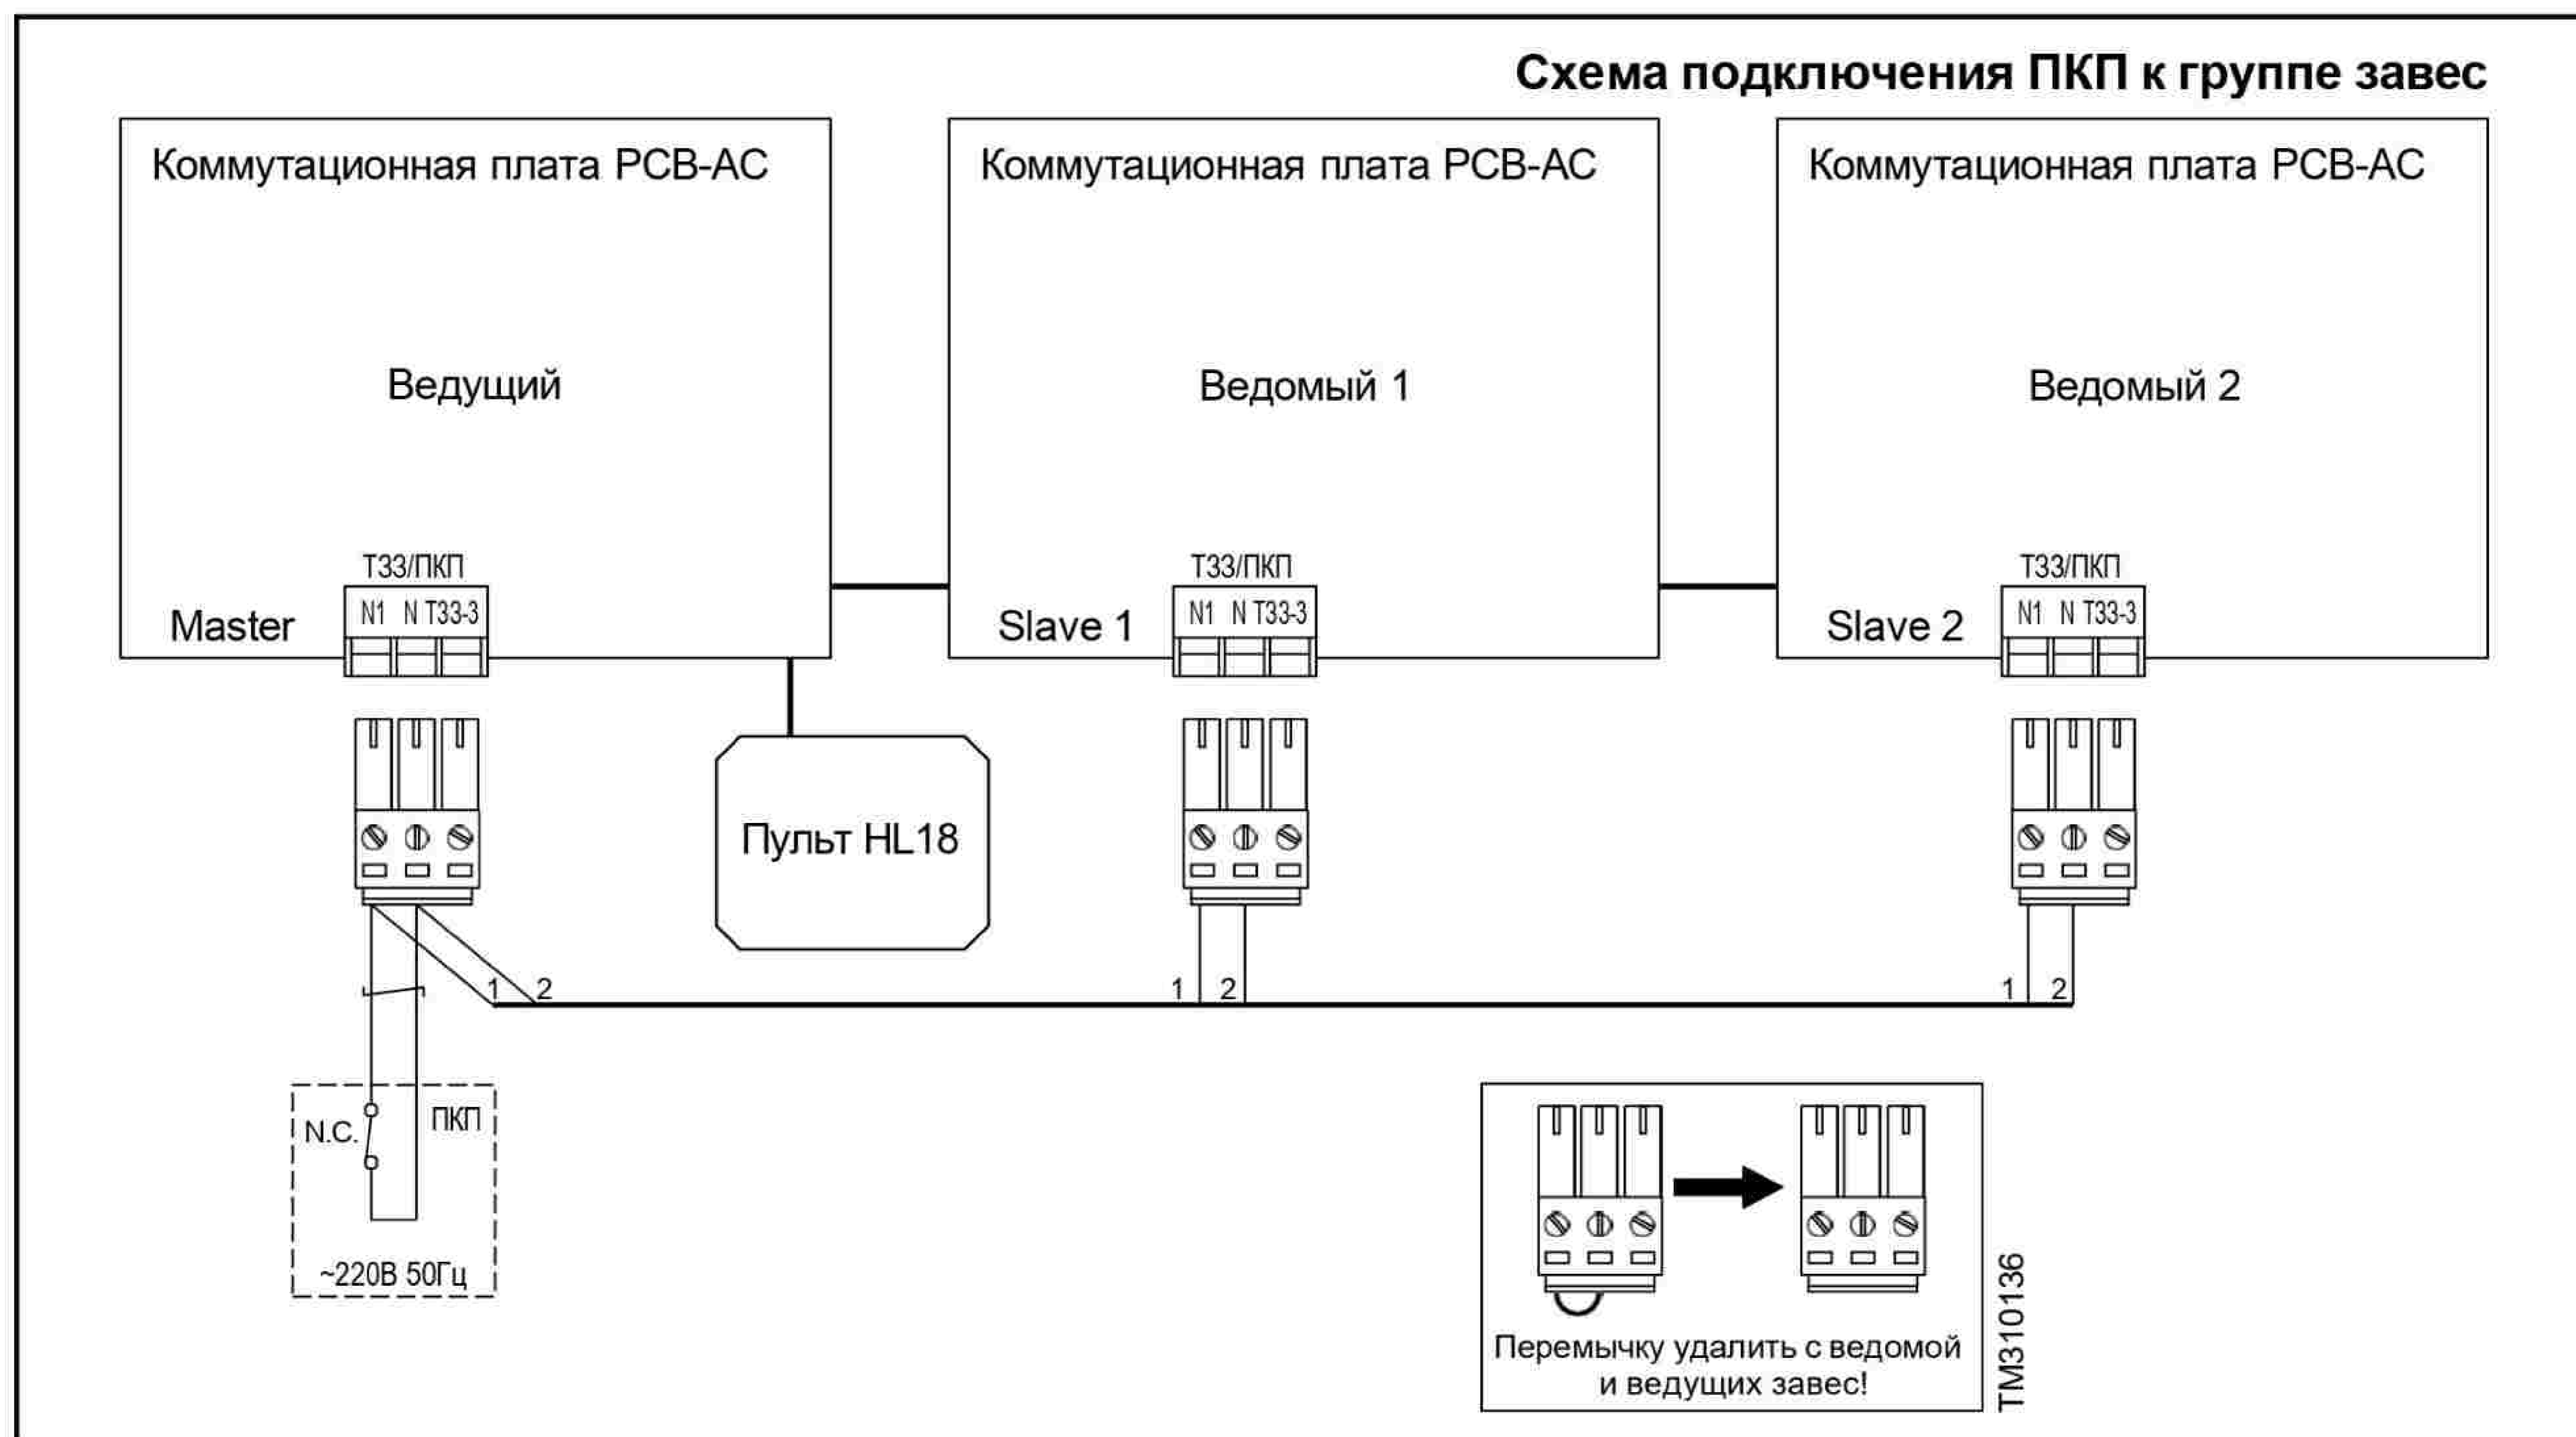 Схема подключения ПКП к группе завес
Коммутационная плата PCB-AC
Ведущий
ТЗЗ/ПКП
N1 N ТЗЗ-3
Master
Коммутационная плата PCB-AC
Ведомый 1
ТЗЗ/ПКП
N1 N ТЗЗ-3
Slave 1
Коммутационная плата PCB-AC
Ведомый 2
ТЗЗ/ПКП
N1 N ТЗЗ-3
Slave 2
Пульт HL18
1 2
1 2
1 2
N.C.
ПКП
~220В 50Гц
Перемычку удалить с ведомой
и ведущих завес!
TM310136